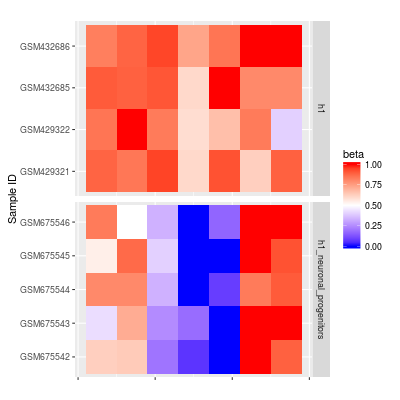 Sample ID
GSM432686
GSM432685
GSM429322
GSM429321
h1
GSM675546
GSM675545
GSM675544
GSM675543
GSM675542
h1_neuronal_progenitors
beta
1.00
0.75
0.50
0.25
0.00